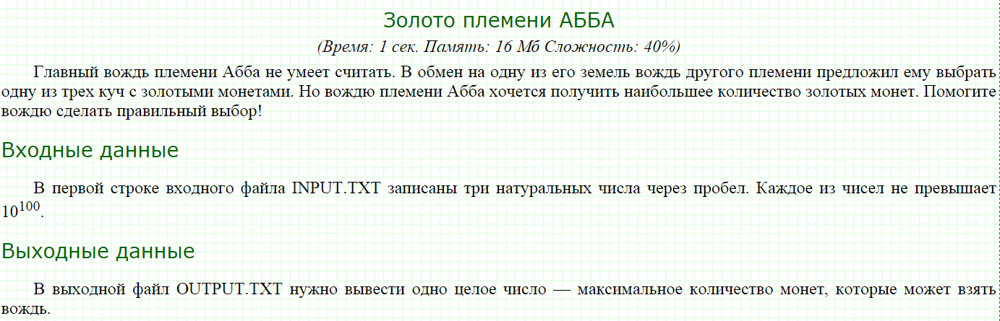 Золото племени АББА
(Время: 1 сек. Память: 16 Мб Сложность: 40%)
Главный вождь племени Абба не умеет считать. В обмен на одну из его земель вождь другого племени предложил ему выбрать
одну из трех куч с золотыми монетами. Но вождю племени Абба хочется получить наибольшее количество золотых монет. Помогите
вождю сделать правильный выбор!
Входные данные
В первой строке входного файла INPUT.TXT записаны три натуральных числа через пробел. Каждое из чисел не превышает
10^100.
Выходные данные
В выходной файл OUTPUT.TXT нужно вывести одно целое число — максимальное количество монет, которые может взять
вождь.